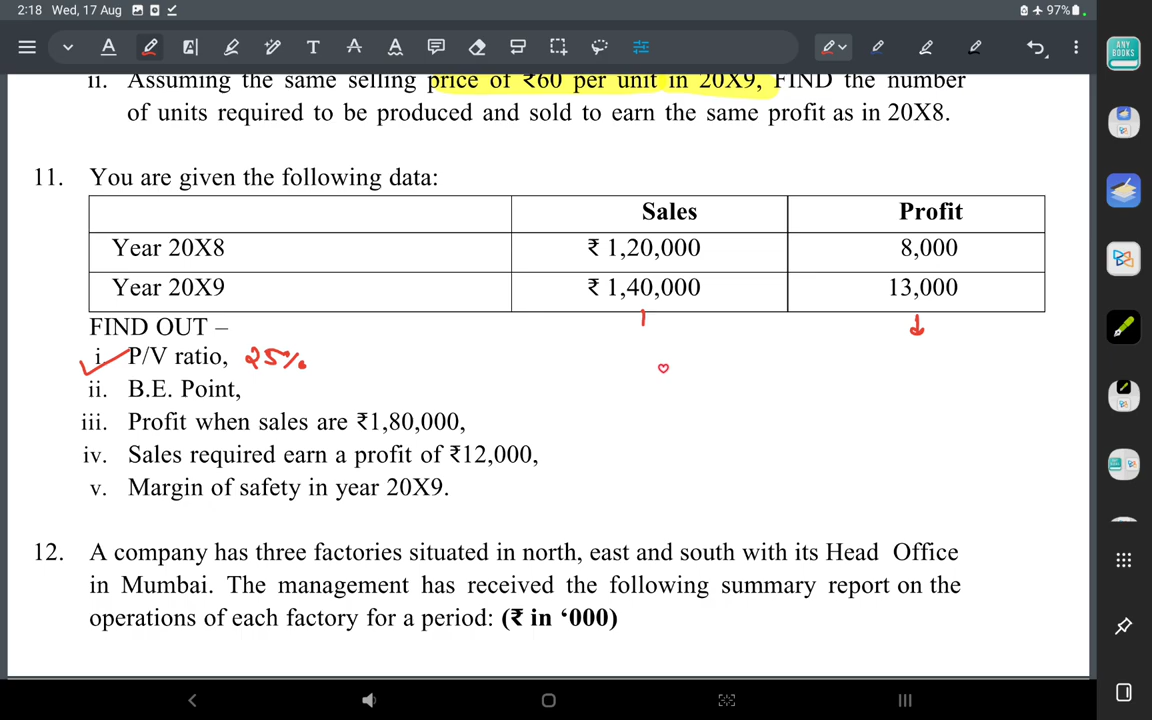 2:18 Wed, 17 Aug
97%
ii. Assuming the same selling price of ₹60 per unit in 20X9, FIND the number
of units required to be produced and sold to earn the same profit as in 20X8.
11. You are given the following data:
Sales Profit
Year 20X8 ₹ 1,20,000 8,000
Year 20X9 ₹ 1,40,000 13,000
FIND OUT –
i. P/V ratio, 25%
ii. B.E. Point,
iii. Profit when sales are ₹1,80,000,
iv. Sales required earn a profit of ₹12,000,
v. Margin of safety in year 20X9.
12. A company has three factories situated in north, east and south with its Head Office
in Mumbai. The management has received the following summary report on the
operations of each factory for a period: (₹ in ‘000)
ANY
BOOKS